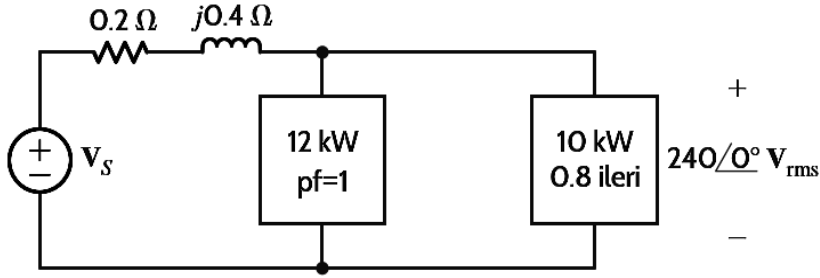 0.2 Ω j0.4 Ω
+
12 kW
10 kW
+
−
V_S
240/0° V_rms
pf=1
0.8 ileri
−